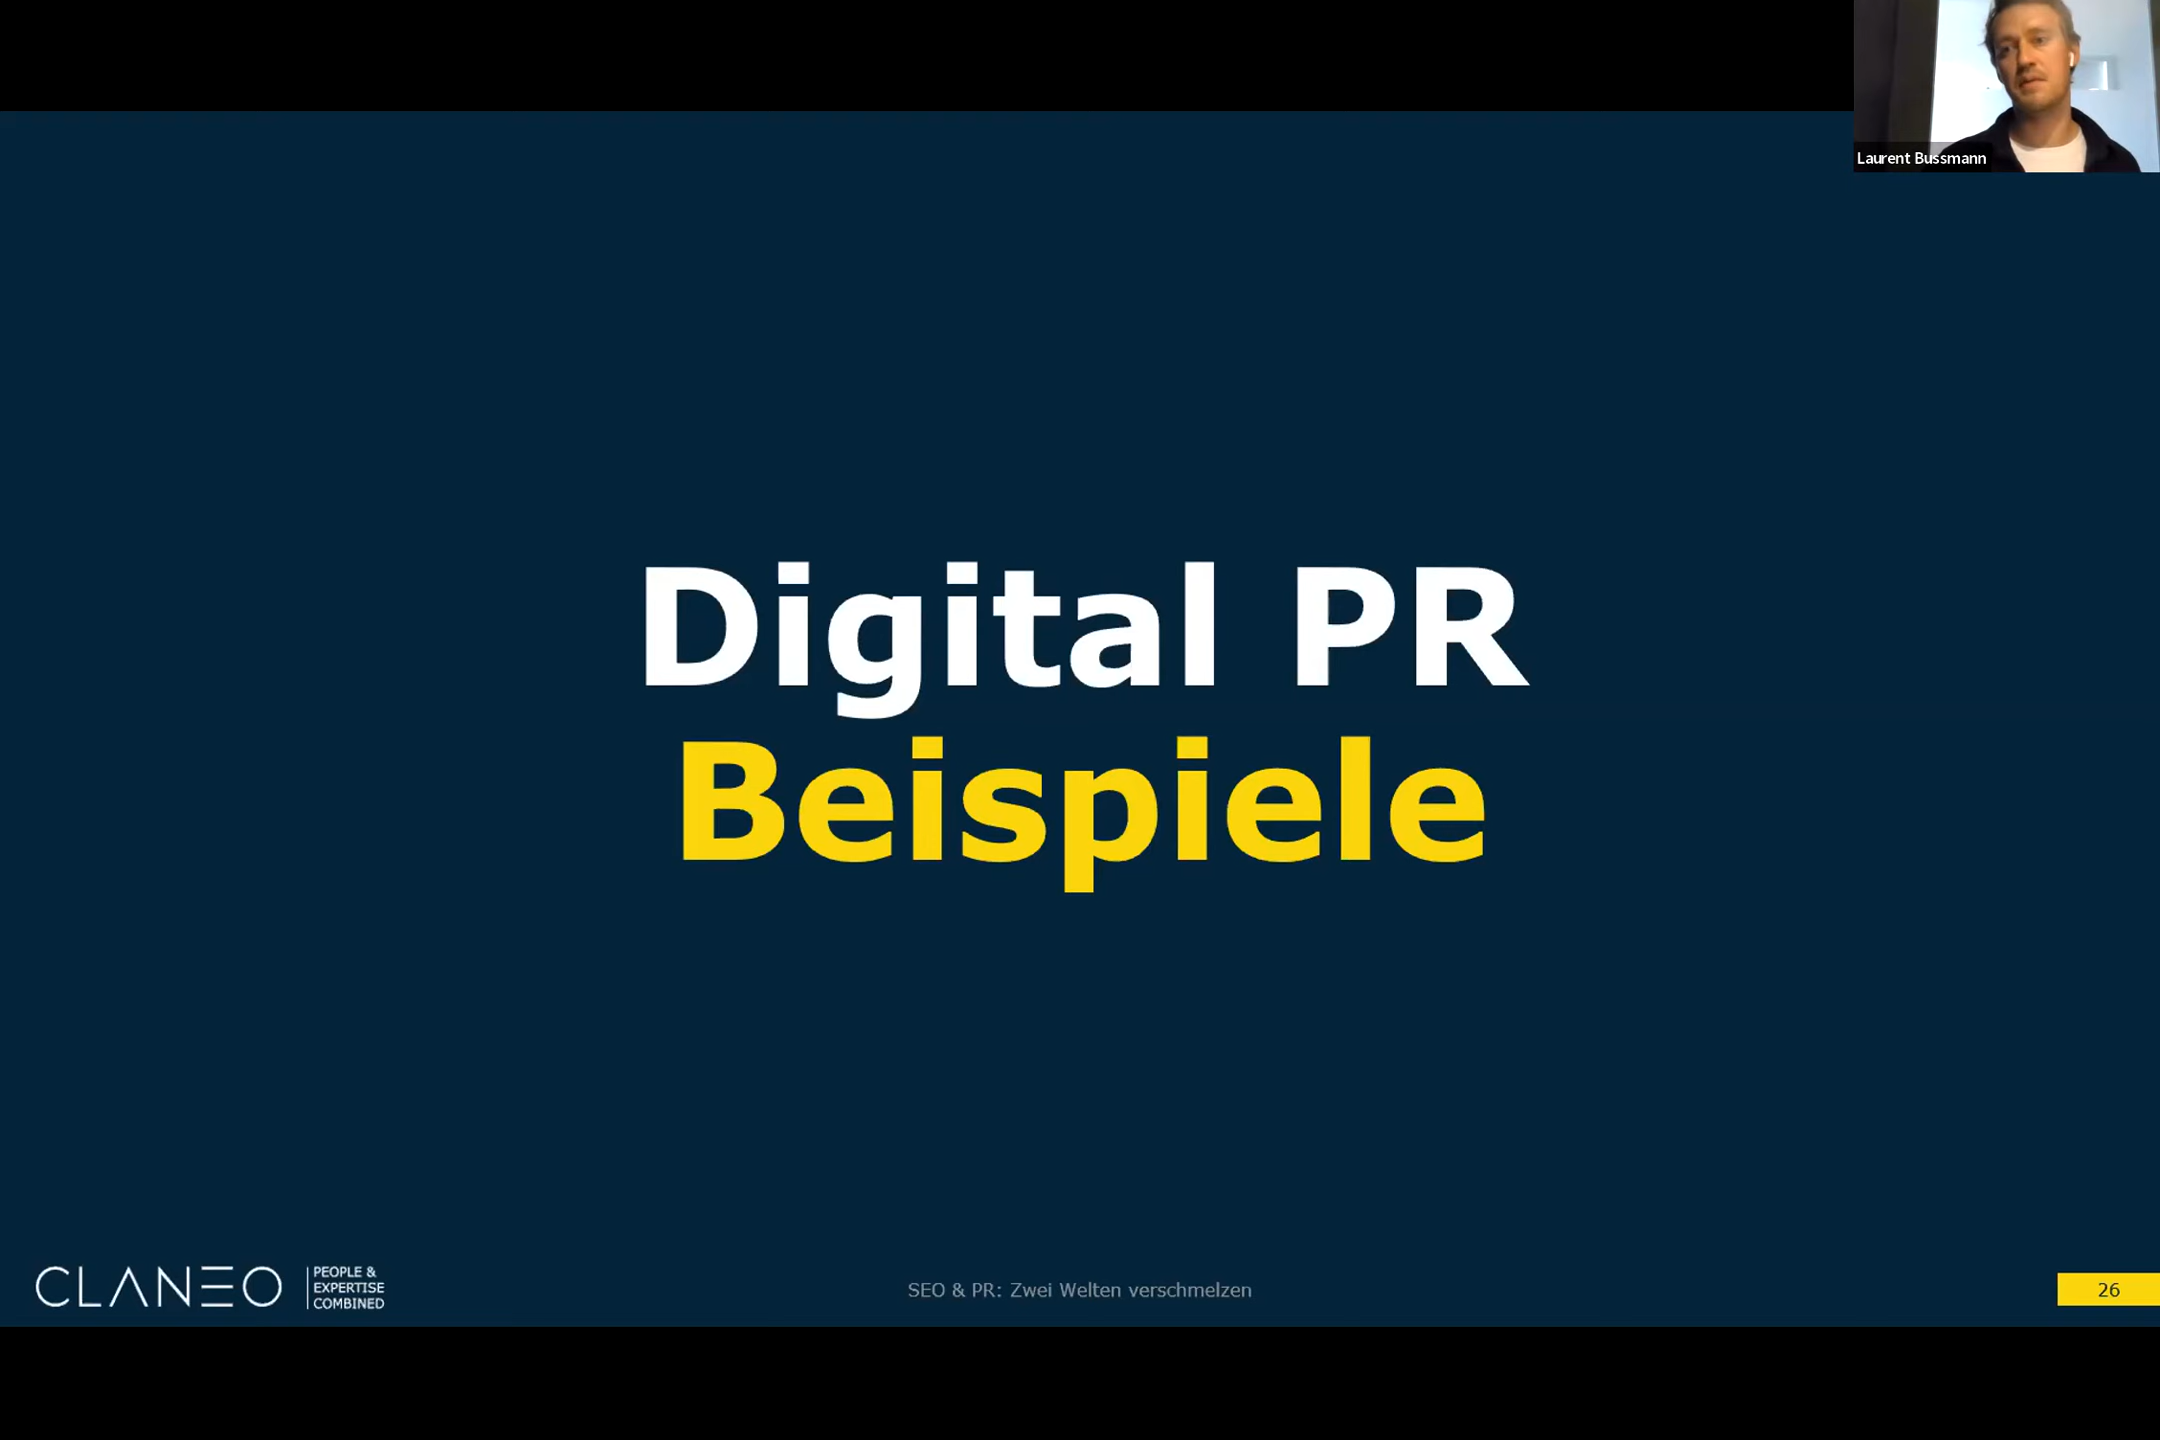 Laurent Bussmann
Digital PR
Beispiele
CLANEO
PEOPLE &
EXPERTISE
COMBINED
SEO & PR: Zwei Welten verschmelzen
26